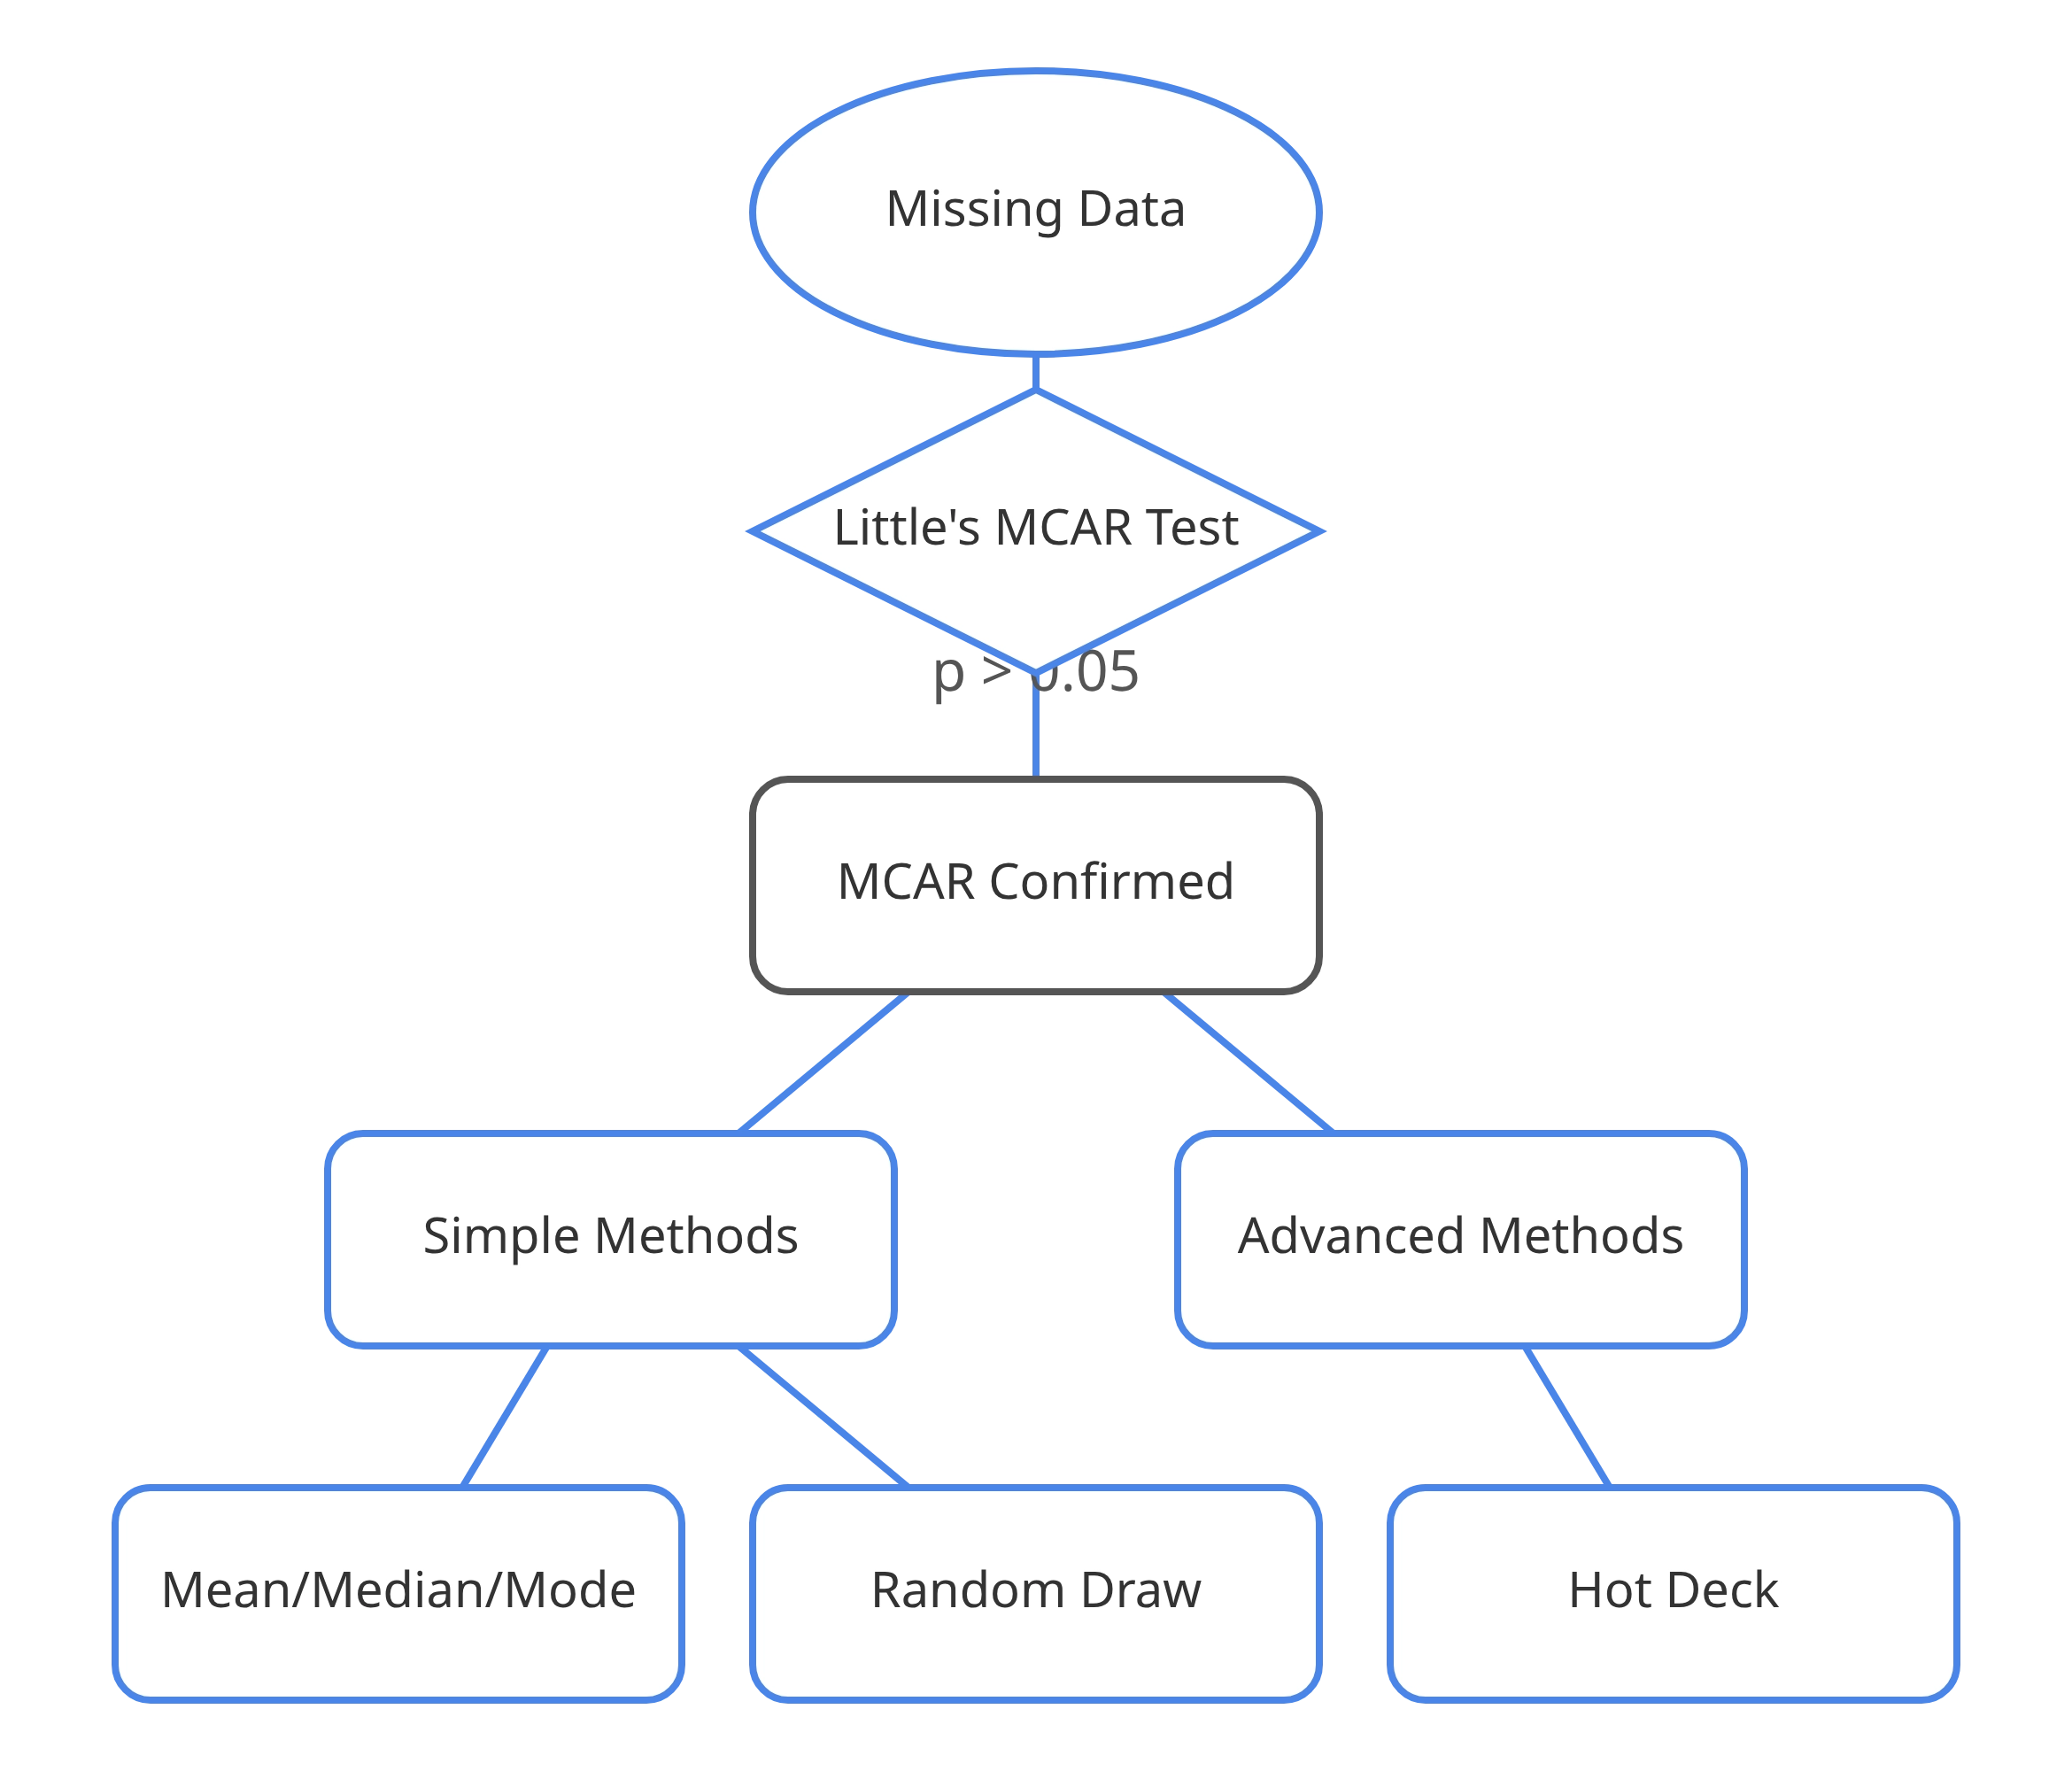 Missing Data
Little's MCAR Test
p > 0.05
MCAR Confirmed
Simple Methods
Advanced Methods
Mean/Median/Mode
Random Draw
Hot Deck